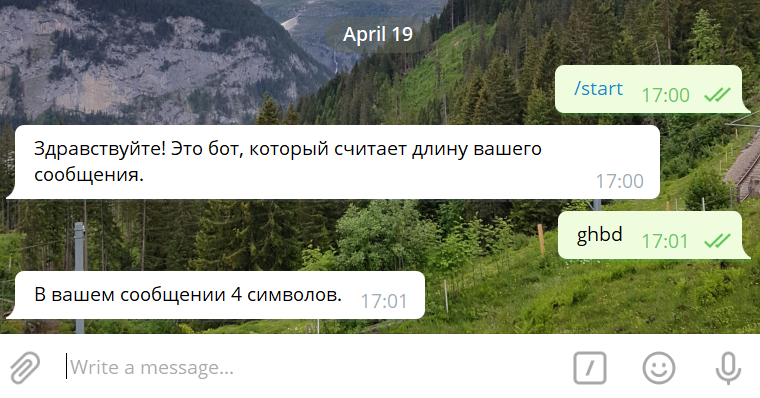 April 19
/start 17:00
Здравствуйте! Это бот, который считает длину вашего
сообщения.
17:00
ghbd 17:01
В вашем сообщении 4 символов. 17:01
Write a message...